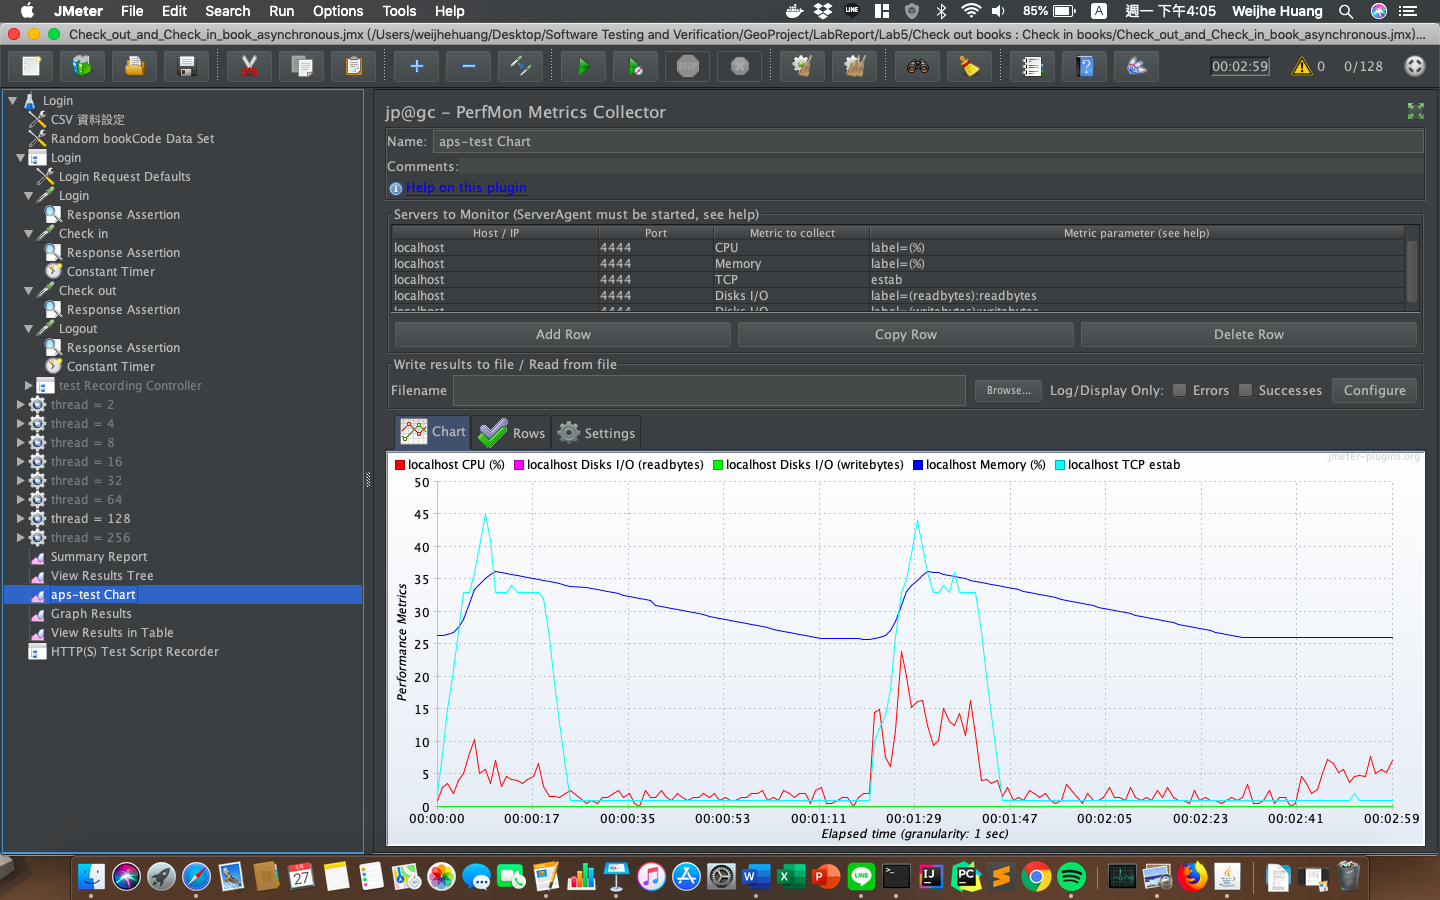 JMeter File Edit Search Run Options Tools Help 85% A 週一 下午4:05 Weijhe Huang
Check_out_and_Check_in_book_asynchronous.jmx (/Users/weijhehuang/Desktop/Software Testing and Verification/GeoProject/LabReport/Lab5/Check out books : Check in books/Check_out_and_Check_in_book_asynchronous.jmx)...
00:02:59 0 0/128
Login
CSV 資料設定
Random bookCode Data Set
Login
Login Request Defaults
Login
Response Assertion
Check in
Response Assertion
Constant Timer
Check out
Response Assertion
Logout
Response Assertion
Constant Timer
test Recording Controller
thread = 2
thread = 4
thread = 8
thread = 16
thread = 32
thread = 64
thread = 128
thread = 256
Summary Report
View Results Tree
aps-test Chart
Graph Results
View Results in Table
HTTP(S) Test Script Recorder
jp@gc - PerfMon Metrics Collector
Name: aps-test Chart
Comments:
Help on this plugin
Servers to Monitor (ServerAgent must be started, see help)
Host / IP Port Metric to collect Metric parameter (see help)
localhost 4444 CPU label=(%)
localhost 4444 Memory label=(%)
localhost 4444 TCP estab
localhost 4444 Disks I/O label=(readbytes):readbytes
localhost 4444 Disks I/O label=(writebytes):writebytes
Add Row Copy Row Delete Row
Write results to file / Read from file
Filename Browse... Log/Display Only: Errors Successes Configure
Chart Rows Settings
localhost CPU (%) localhost Disks I/O (readbytes) localhost Disks I/O (writebytes) localhost Memory (%) localhost TCP estab
jmeter-plugins.org
50
45
40
35
30
25
20
15
10
5
0
Performance Metrics
00:00:00 00:00:17 00:00:35 00:00:53 00:01:11 00:01:29 00:01:47 00:02:05 00:02:23 00:02:41 00:02:59
Elapsed time (granularity: 1 sec)
27